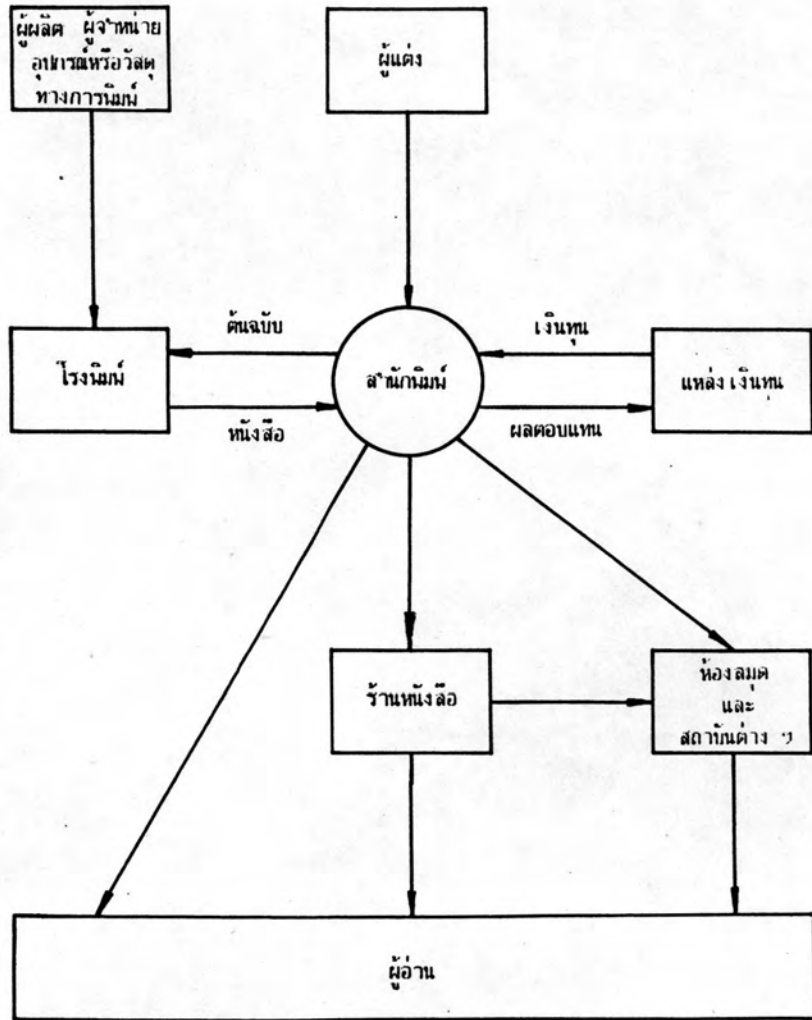 ผู้ผลิต ผู้จำหน่าย
อุปกรณ์หรือวัสดุ
ทางการพิมพ์
ผู้แต่ง
ต้นฉบับ
เงินทุน
โรงพิมพ์
สำนักพิมพ์
แหล่งเงินทุน
หนังสือ
ผลตอบแทน
ร้านหนังสือ
ห้องสมุด
และ
สถาบันต่าง ๆ
ผู้อ่าน